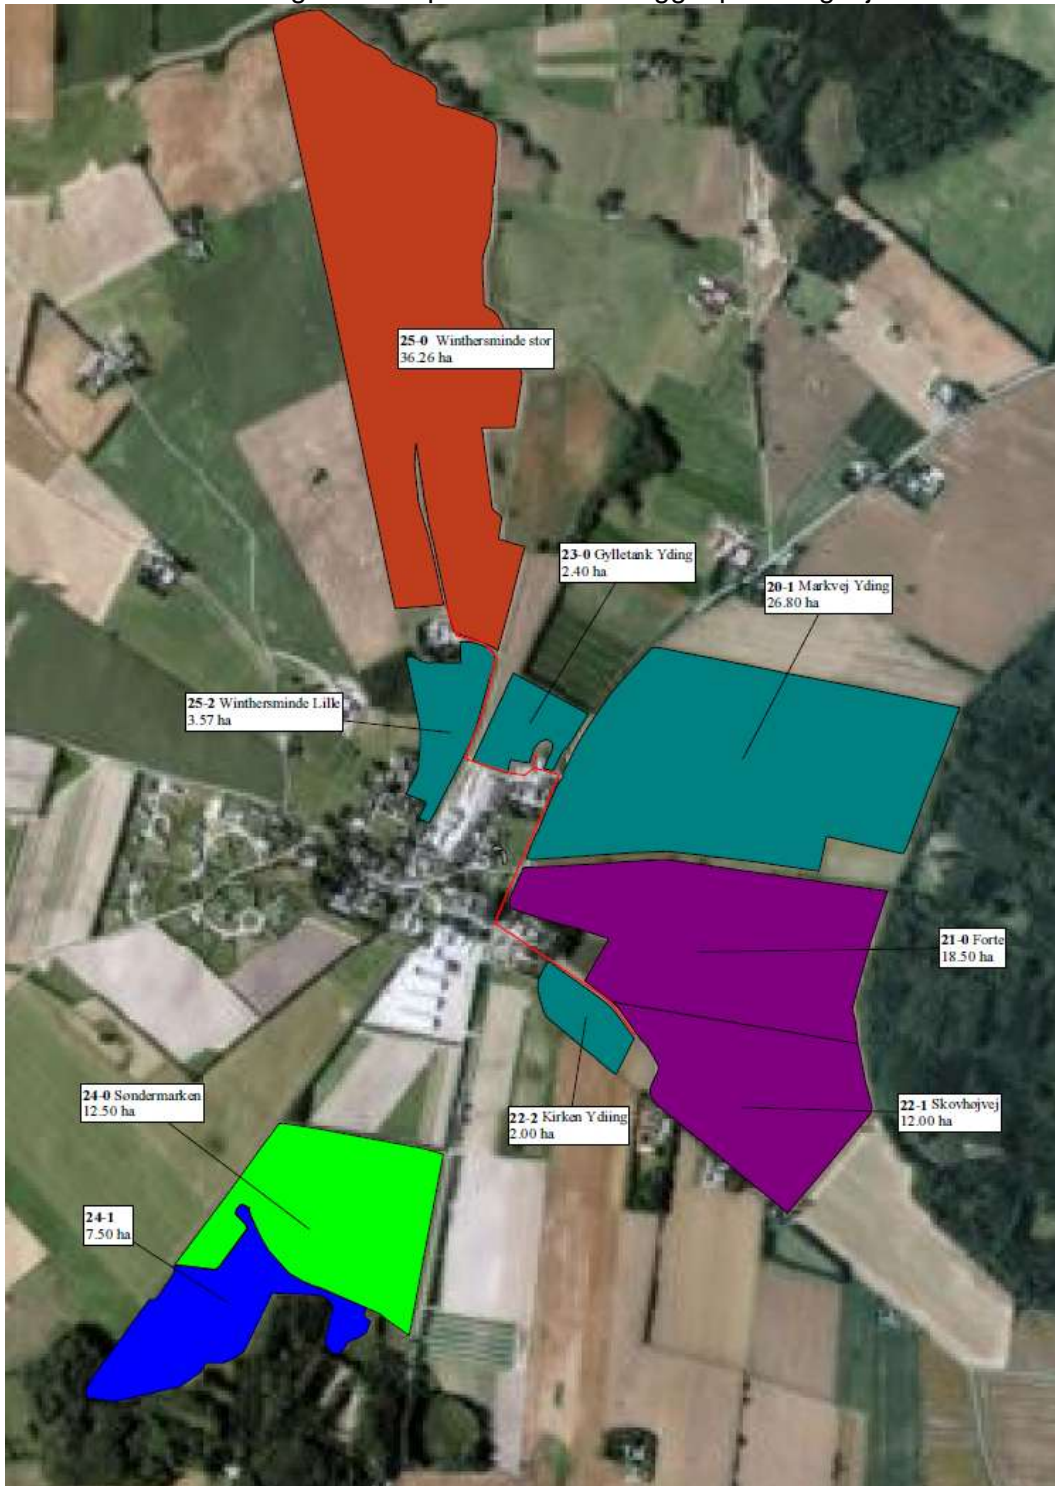 25-0 Winthersminde stor
36.26 ha
23-0 Gylletank Yding
2.40 ha
20-1 Markvej Yding
26.80 ha
25-2 Winthersminde Lille
3.57 ha
21-0 Forte
18.50 ha
24-0 Søndermarken
12.50 ha
22-2 Kirken Ydiing
2.00 ha
22-1 Skovhøjvej
12.00 ha
24-1
7.50 ha